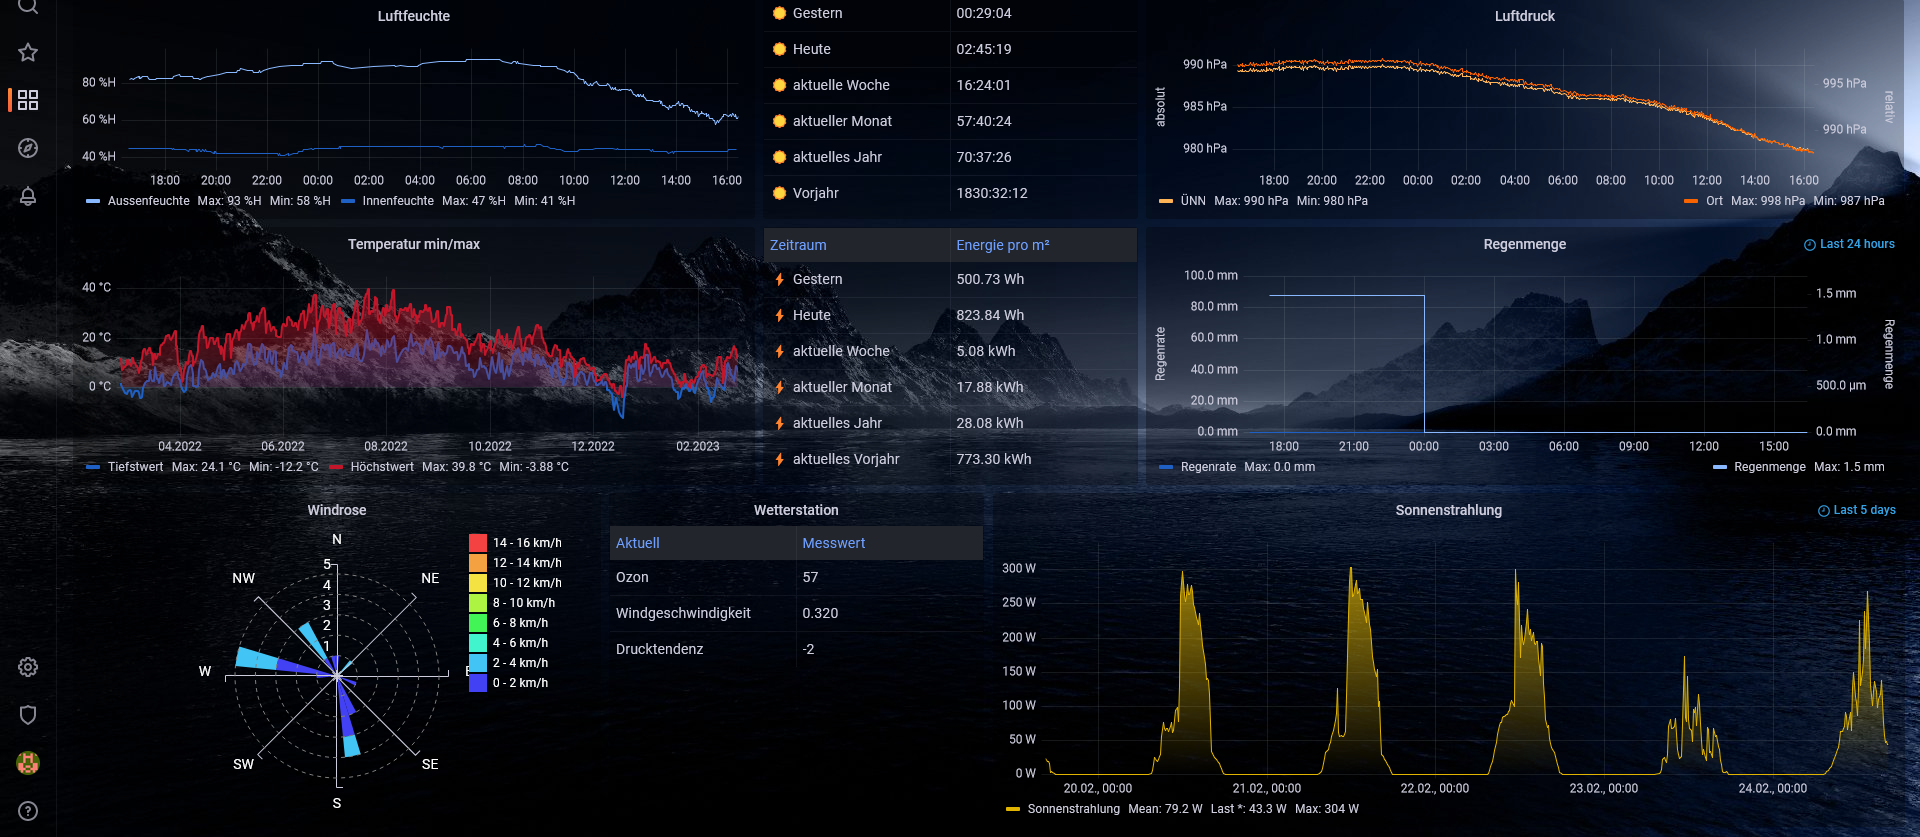 Luftfeuchte
80 %H
60 %H
40 %H
18:00 20:00 22:00 00:00 02:00 04:00 06:00 08:00 10:00 12:00 14:00 16:00
Aussenfeuchte Max: 93 %H Min: 58 %H Innenfeuchte Max: 47 %H Min: 41 %H
Gestern 00:29:04
Heute 02:45:19
aktuelle Woche 16:24:01
aktueller Monat 57:40:24
aktuelles Jahr 70:37:26
Vorjahr 1830:32:12
Luftdruck
absolut
990 hPa
985 hPa
980 hPa
995 hPa
990 hPa
relativ
18:00 20:00 22:00 00:00 02:00 04:00 06:00 08:00 10:00 12:00 14:00 16:00
ÜNN Max: 990 hPa Min: 980 hPa Ort Max: 998 hPa Min: 987 hPa
Temperatur min/max
40 °C
20 °C
0 °C
04.2022 06.2022 08.2022 10.2022 12.2022 02.2023
Tiefstwert Max: 24.1 °C Min: -12.2 °C Höchstwert Max: 39.8 °C Min: -3.88 °C
Zeitraum Energie pro m²
Gestern 500.73 Wh
Heute 823.84 Wh
aktuelle Woche 5.08 kWh
aktueller Monat 17.88 kWh
aktuelles Jahr 28.08 kWh
aktuelles Vorjahr 773.30 kWh
Regenmenge
Last 24 hours
Regenrate
100.0 mm
80.0 mm
60.0 mm
40.0 mm
20.0 mm
0.0 mm
1.5 mm
1.0 mm
500.0 µm
0.0 mm
Regenmenge
18:00 21:00 00:00 03:00 06:00 09:00 12:00 15:00
Regenrate Max: 0.0 mm Regenmenge Max: 1.5 mm
Windrose
N
NE
E
SE
S
SW
W
NW
5
4
3
2
1
14 - 16 km/h
12 - 14 km/h
10 - 12 km/h
8 - 10 km/h
6 - 8 km/h
4 - 6 km/h
2 - 4 km/h
0 - 2 km/h
Wetterstation
Aktuell Messwert
Ozon 57
Windgeschwindigkeit 0.320
Drucktendenz -2
Sonnenstrahlung
Last 5 days
300 W
250 W
200 W
150 W
100 W
50 W
0 W
20.02., 00:00 21.02., 00:00 22.02., 00:00 23.02., 00:00 24.02., 00:00
Sonnenstrahlung Mean: 79.2 W Last *: 43.3 W Max: 304 W